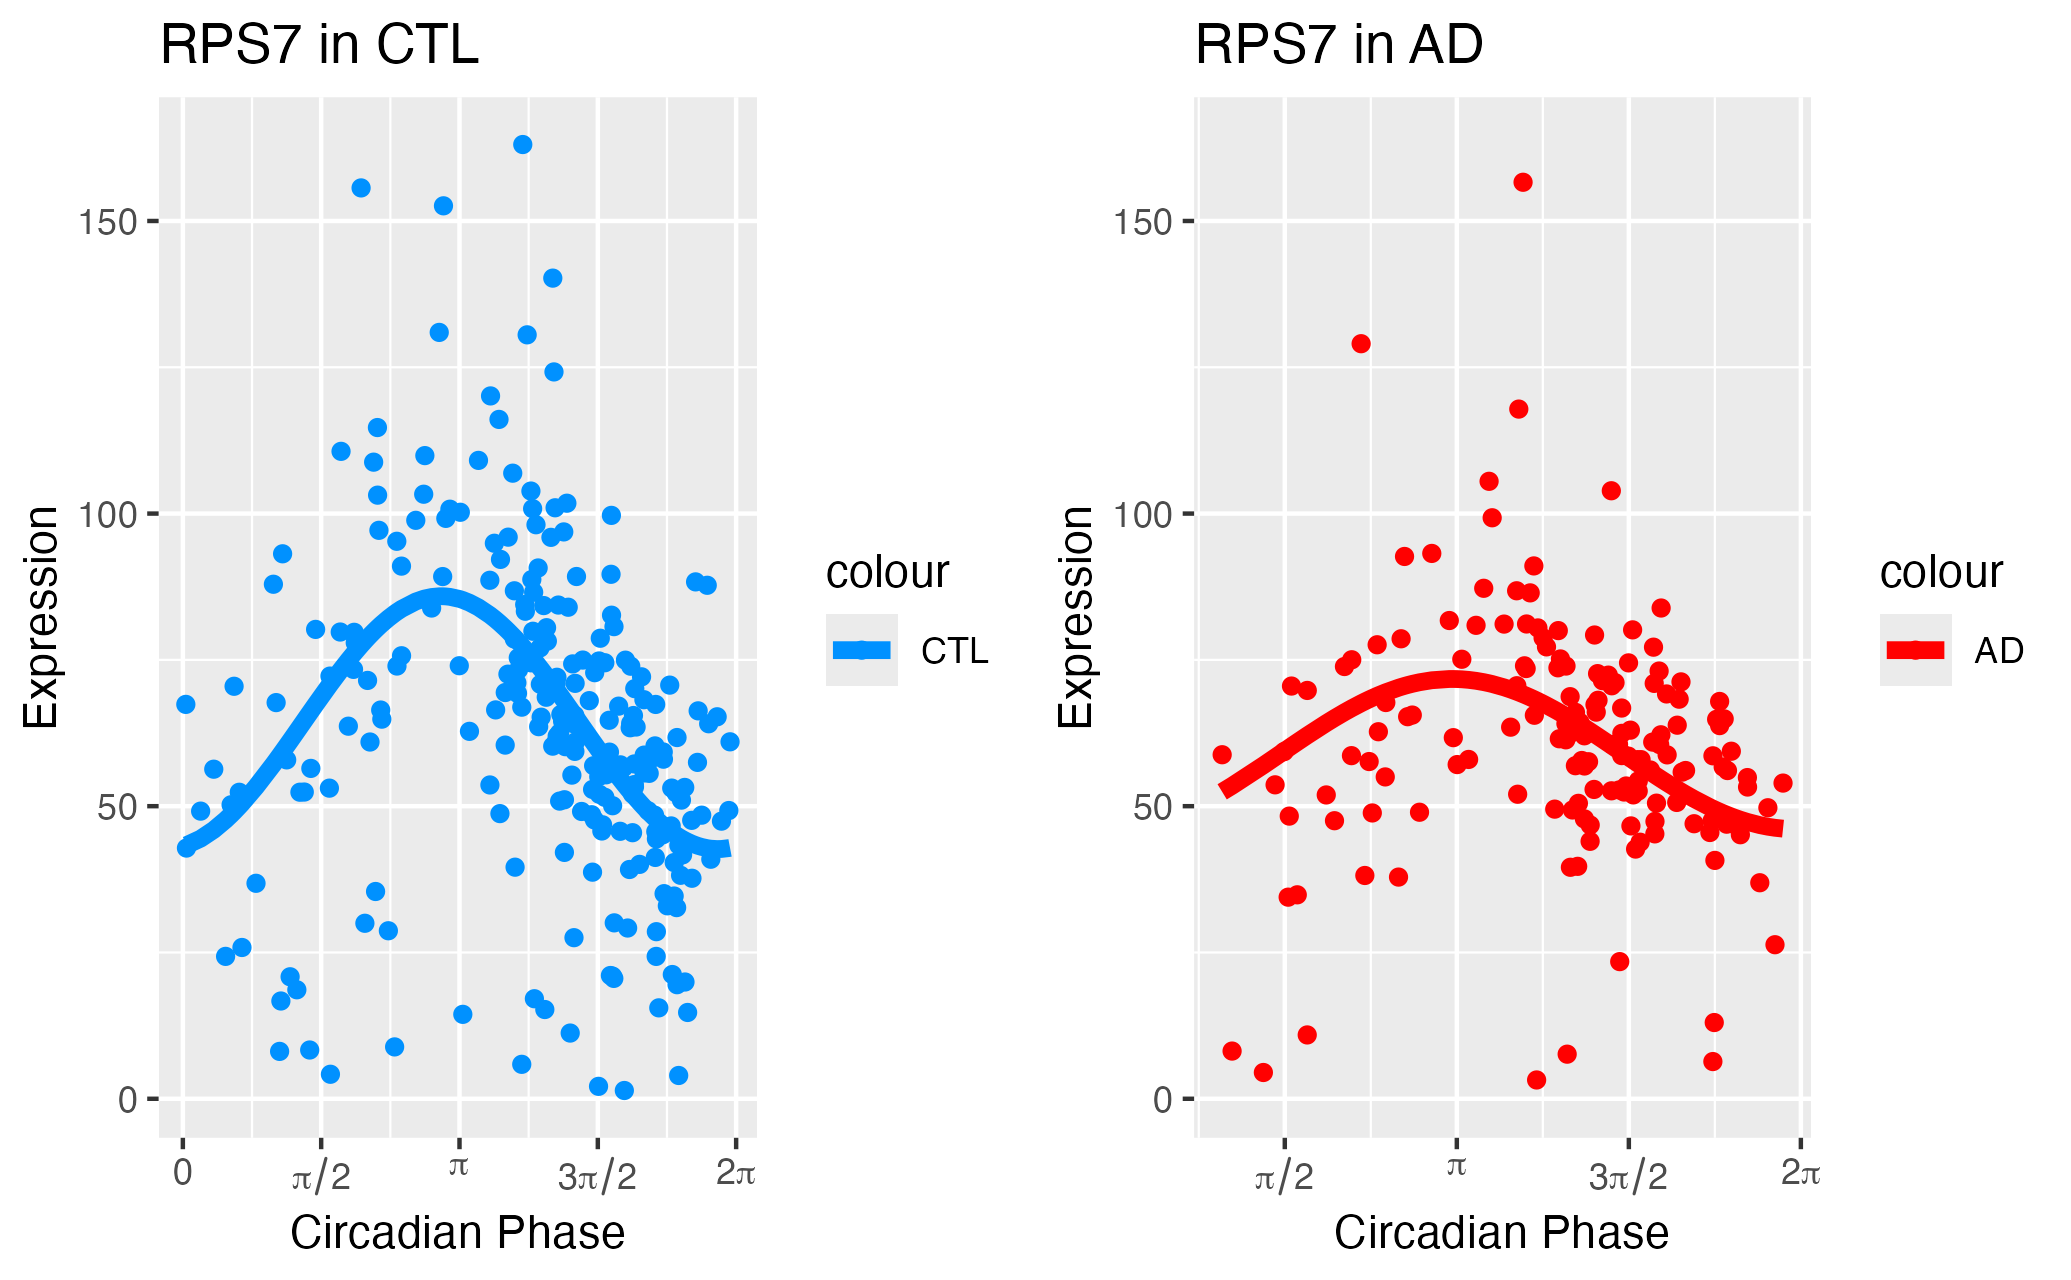 RPS7 in CTL
150
100
50
0
Expression
0 π/2 π 3π/2 2π
Circadian Phase
colour
CTL
RPS7 in AD
150
100
50
0
Expression
π/2 π 3π/2 2π
Circadian Phase
colour
AD